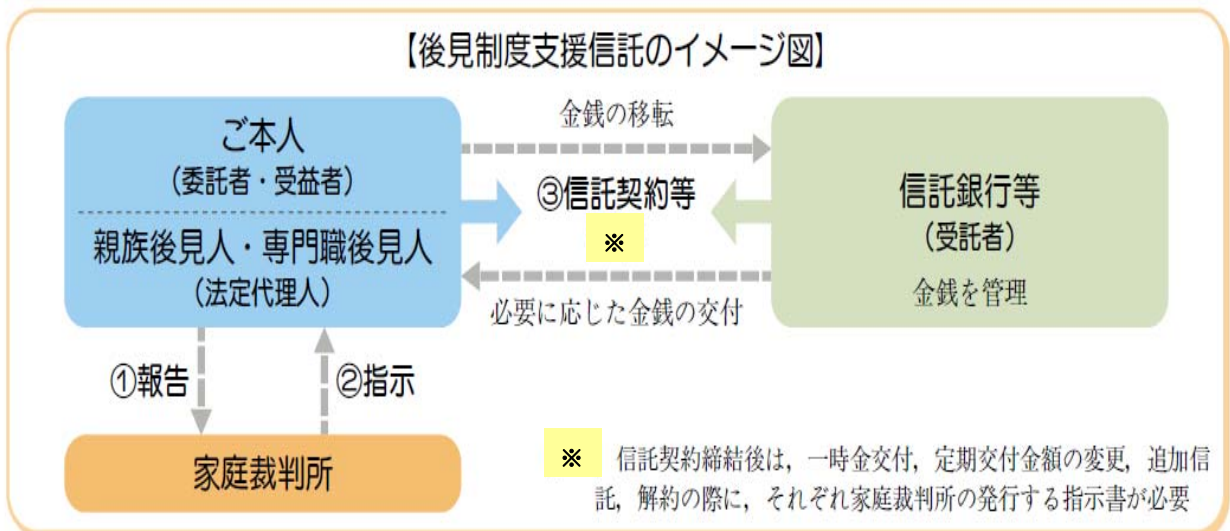 【後見制度支援信託のイメージ図】
ご本人
(委託者・受益者)
親族後見人・専門職後見人
(法定代理人)
金銭の移転
③信託契約等
※
必要に応じた金銭の交付
信託銀行等
(受託者)
金銭を管理
①報告
②指示
家庭裁判所
※ 信託契約締結後は，一時金交付，定期交付金額の変更，追加信
託，解約の際に，それぞれ家庭裁判所の発行する指示書が必要